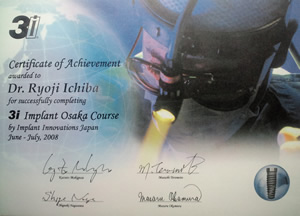 3i
Certificate of Achievement
awarded to
Dr. Ryoji Ichiba
for successfully completing
3i Implant Osaka Course
by Implant Innovations Japan
June - July, 2008